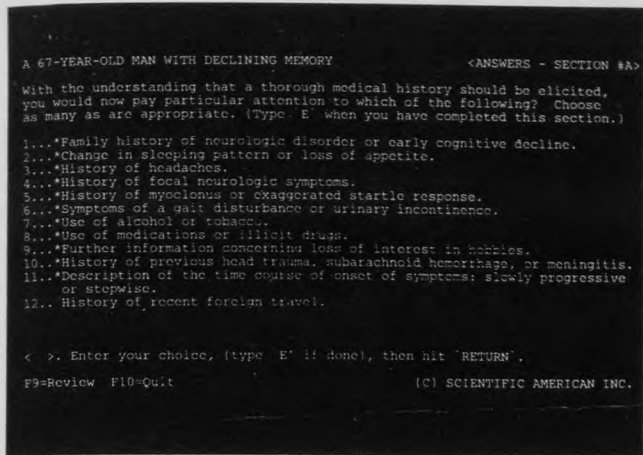 A 67-YEAR-OLD MAN WITH DECLINING MEMORY <ANSWERS - SECTION #A>
With the understanding that a thorough medical history should be elicited,
you would now pay particular attention to which of the following? Choose
as many as are appropriate. (Type `E' when you have completed this section.)
1...*Family history of neurologic disorder or early cognitive decline.
2...*Change in sleeping pattern or loss of appetite.
3...*History of headaches.
4...*History of focal neurologic symptoms.
5...*History of myoclonus or exaggerated startle response.
6...*Symptoms of a gait disturbance or urinary incontinence.
7...*Use of alcohol or tobacco.
8...*Use of medications or illicit drugs.
9...*Further information concerning loss of interest in hobbies.
10..*History of previous head trauma, subarachnoid hemorrhage, or meningitis.
11..*Description of the time course of onset of symptoms: slowly progressive
or stepwise.
12.. History of recent foreign travel.
< >. Enter your choice, (type `E' if done), then hit `RETURN`.
F9=Review F10=Quit (C) SCIENTIFIC AMERICAN INC.